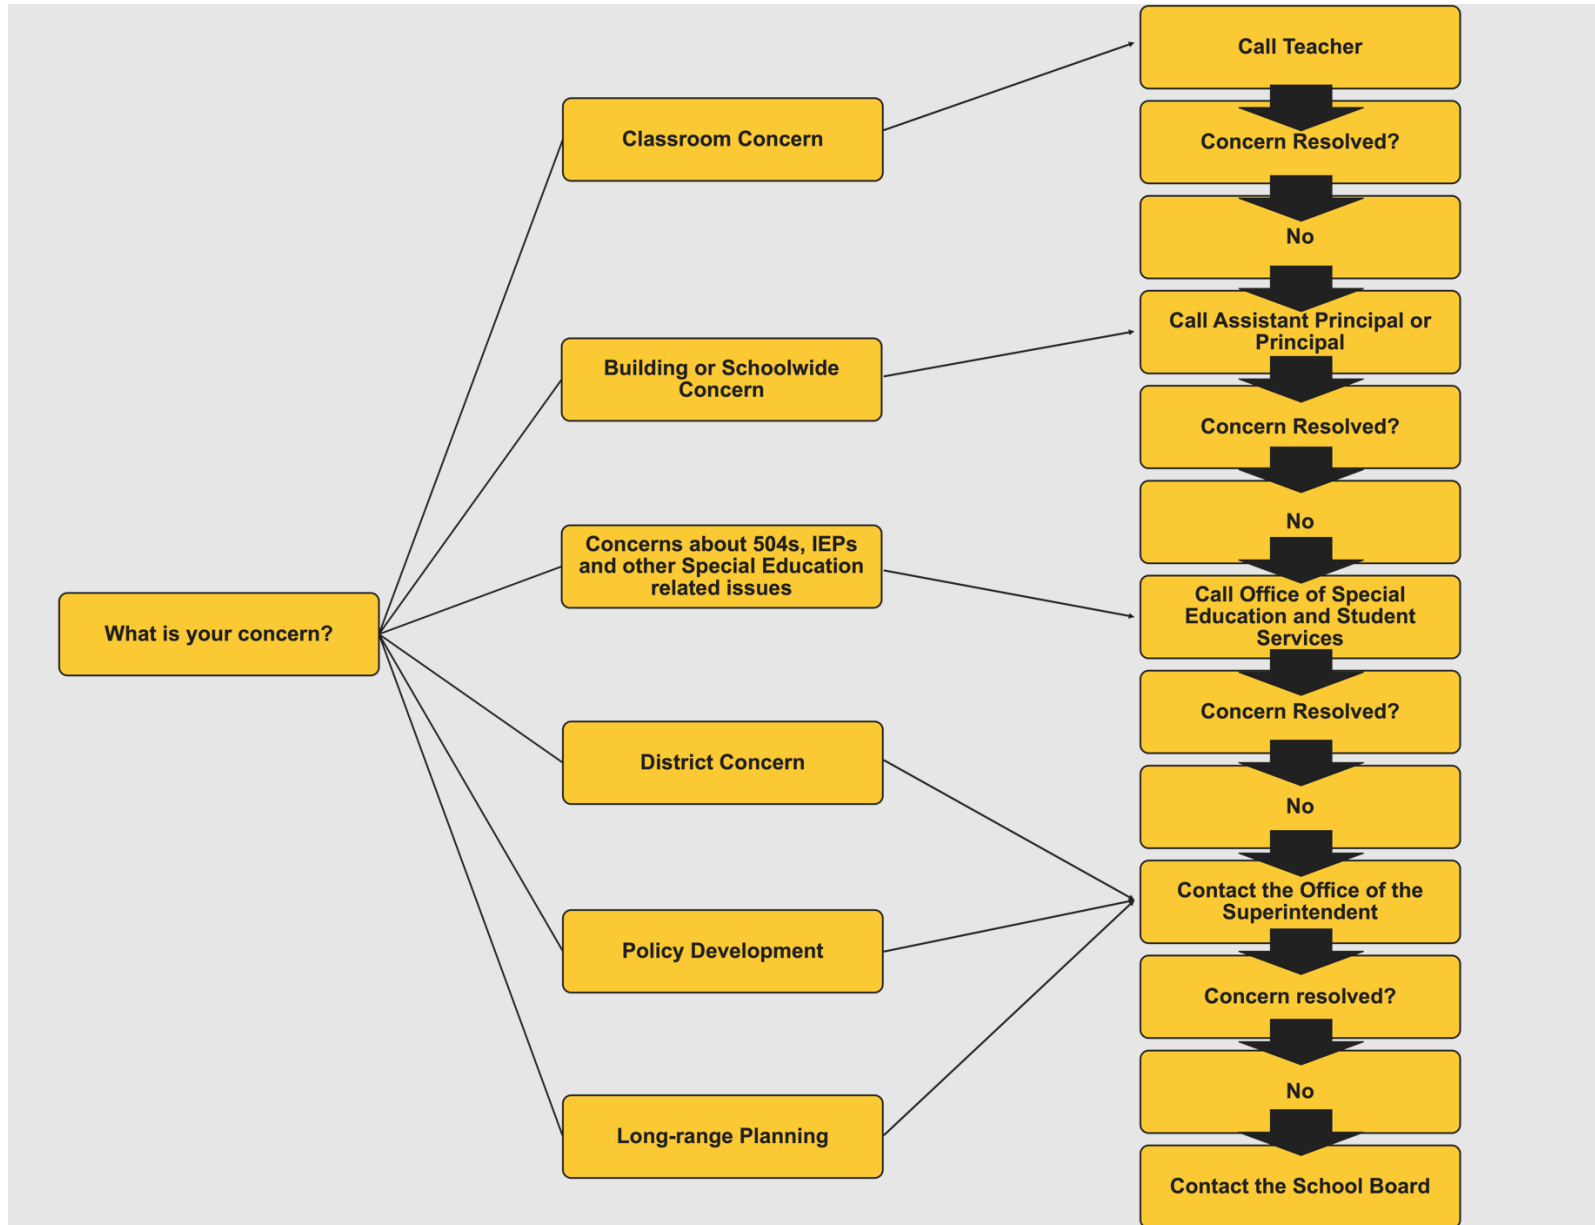 What is your concern?
Classroom Concern
Building or Schoolwide
Concern
Concerns about 504s, IEPs
and other Special Education
related issues
District Concern
Policy Development
Long-range Planning
Call Teacher
Concern Resolved?
No
Call Assistant Principal or
Principal
Concern Resolved?
No
Call Office of Special
Education and Student
Services
Concern Resolved?
No
Contact the Office of the
Superintendent
Concern resolved?
No
Contact the School Board